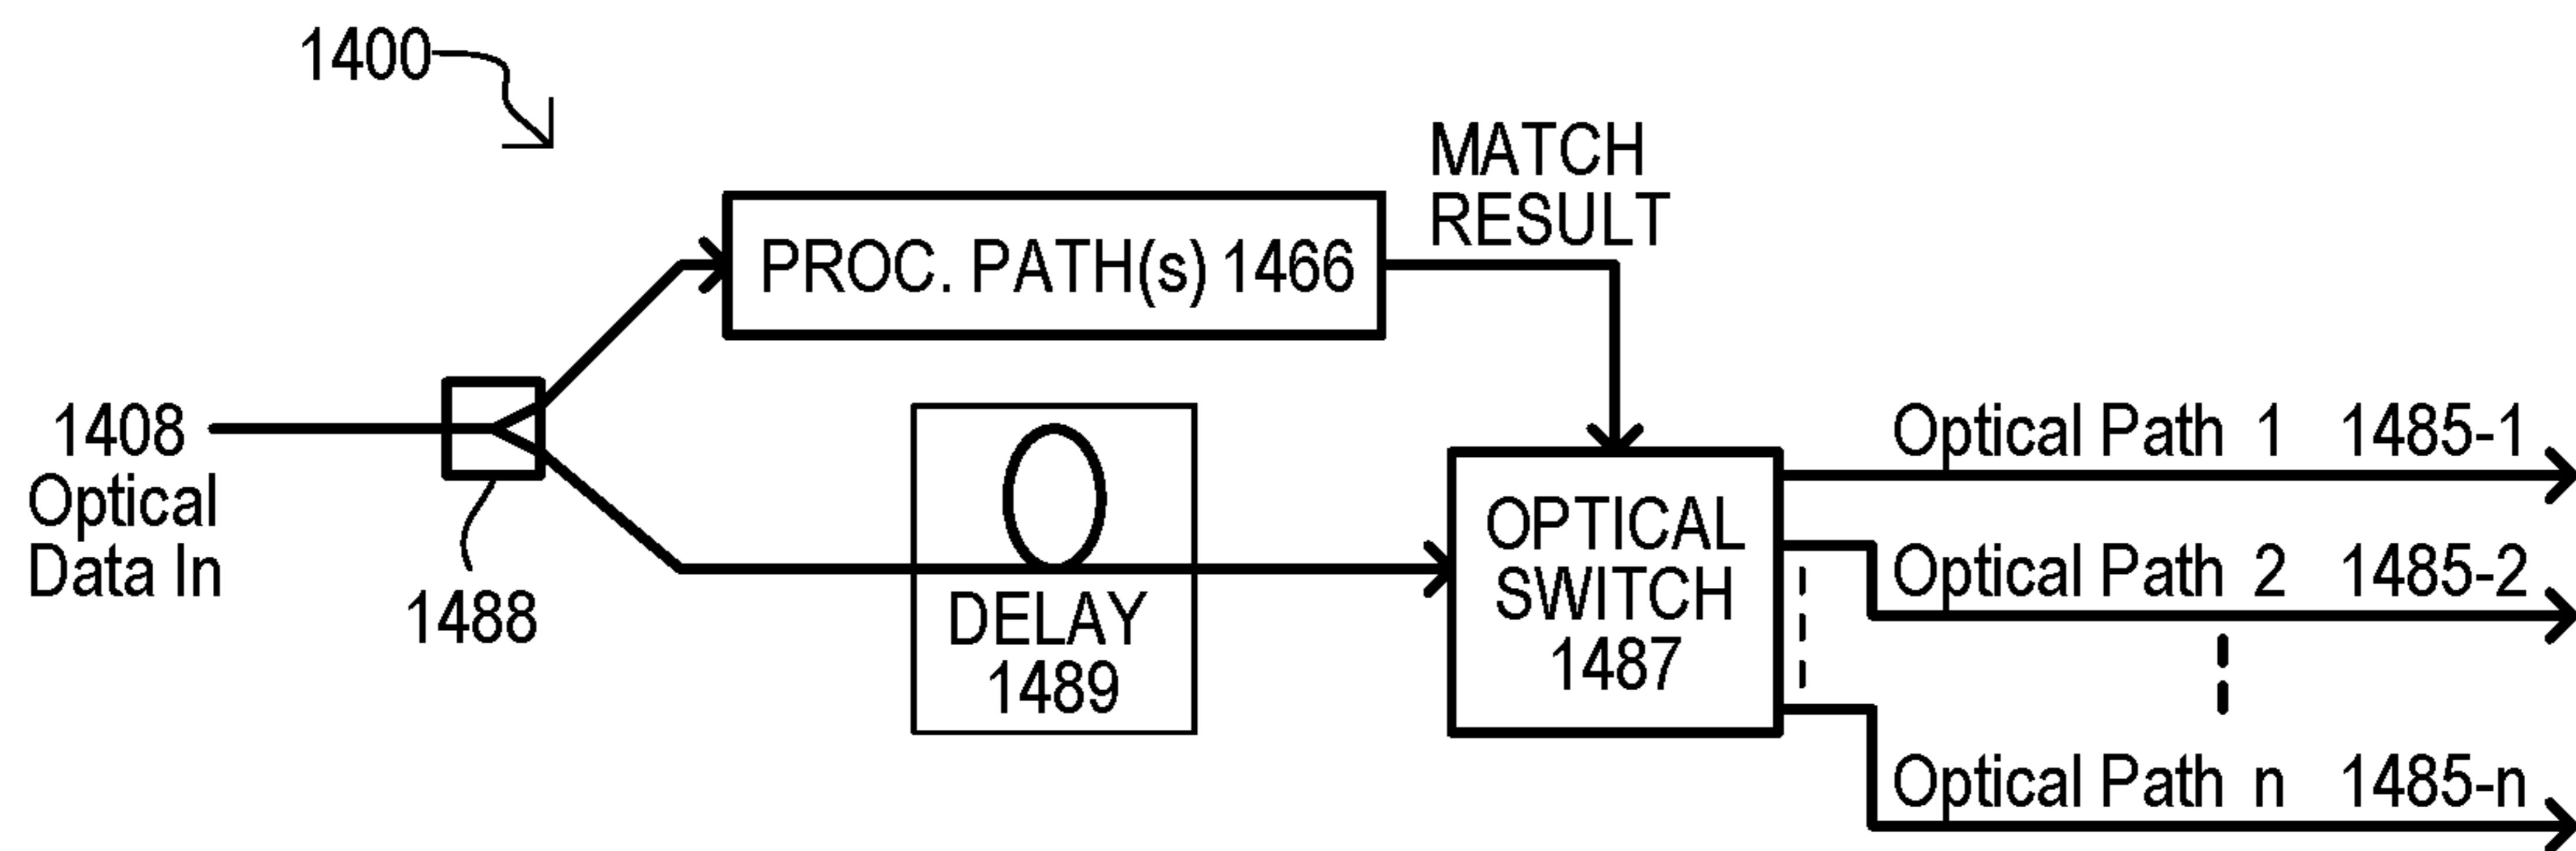 1400
MATCH
RESULT
PROC. PATH(s) 1466
1408
Optical
Data In
1488
DELAY
1489
OPTICAL
SWITCH
1487
Optical Path 1 1485-1
Optical Path 2 1485-2
Optical Path n 1485-n